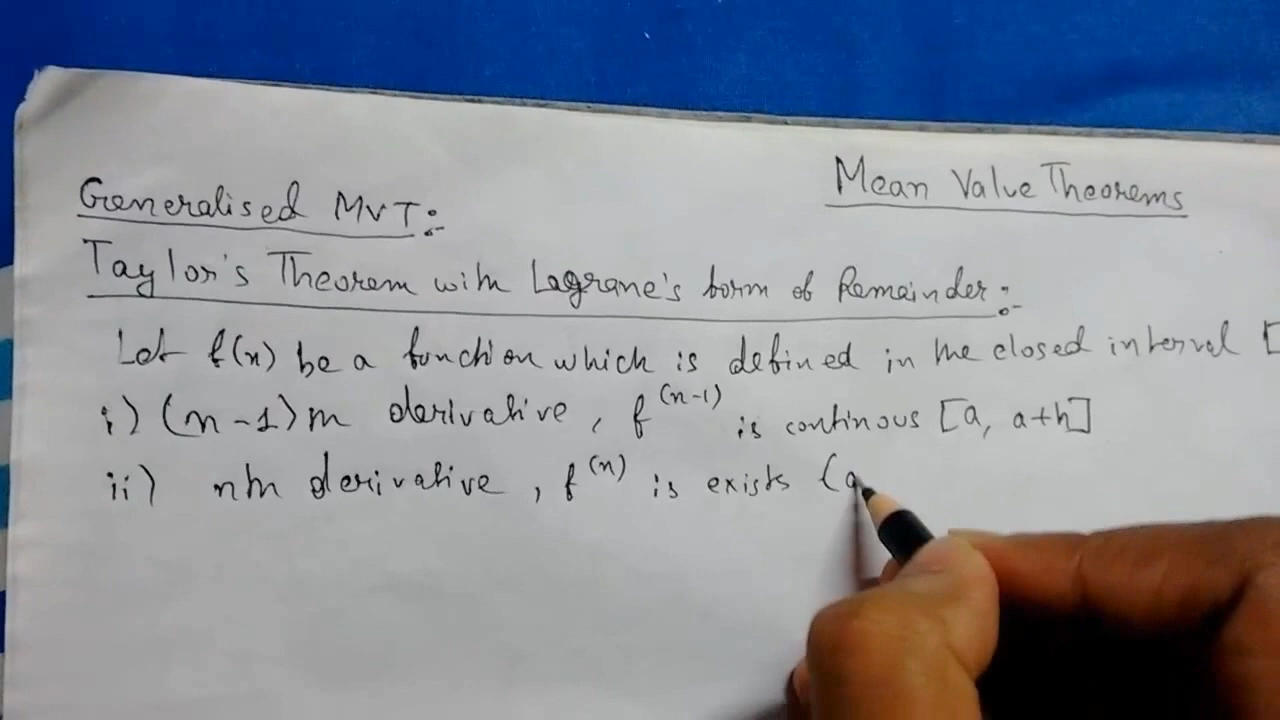 Mean Value Theorems
Generalised MVT:-
Taylor's Theorem with Lagrane's form of Remainder:-
Let f(x) be a function which is defined in the closed interval [
i) (n-1)th derivative, f^(n-1) is continous [a, a+h]
ii) nth derivative, f^(n) is exists (a